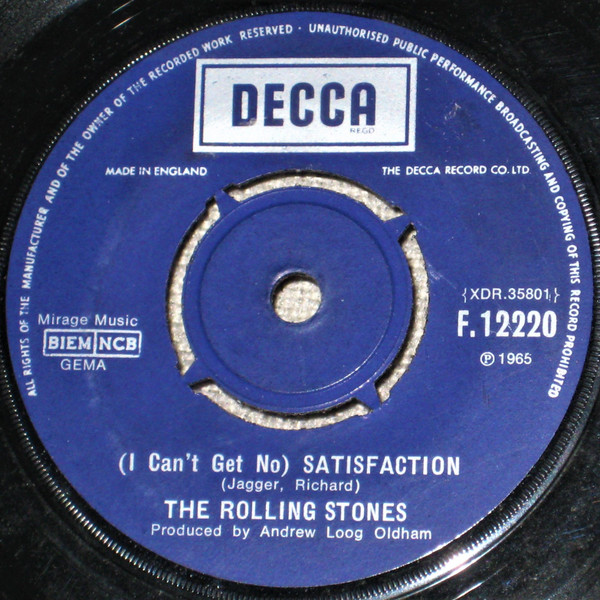 ALL RIGHTS OF THE MANUFACTURER AND OF THE OWNER OF THE RECORDED WORK RESERVED · UNAUTHORISED PUBLIC PERFORMANCE BROADCASTING AND COPYING OF THIS RECORD PROHIBITED
DECCA
REGD
MADE IN ENGLAND
THE DECCA RECORD CO. LTD
{XDR.35801}
F.12220
Ⓟ 1965
Mirage Music
BIEM NCB
GEMA
(I Can't Get No) SATISFACTION
(Jagger, Richard)
THE ROLLING STONES
Produced by Andrew Loog Oldham